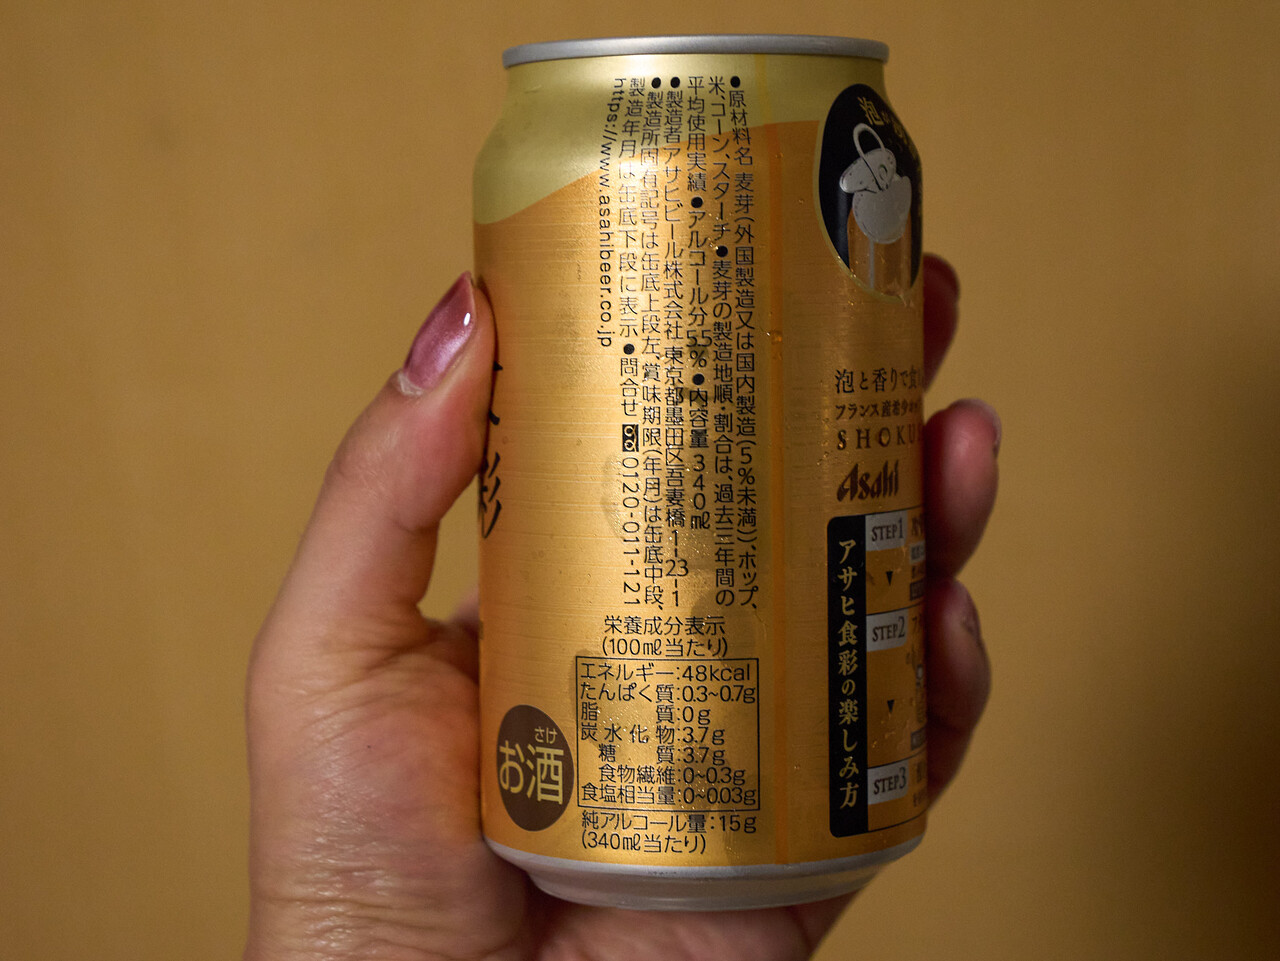 ●原材料名 麦芽(外国製造又は国内製造(5%未満))、ホップ、
米、コーン、スターチ ●麦芽の製造地順・割合は、過去三年間の
平均使用実績 ●アルコール分5.5% ●内容量 340㎖
●製造者アサヒビール株式会社 東京都墨田区吾妻橋1-23-1
●製造所固有記号は缶底上段左、賞味期限(年月)は缶底中段、
製造年月は缶底下段に表示 ●問合せ 0120-011-121
https://www.asahibeer.co.jp
栄養成分表示
(100㎖当たり)
エネルギー:48kcal
たんぱく質:0.3~0.7g
脂質:0g
炭水化物:3.7g
糖質:3.7g
食物繊維:0~0.3g
食塩相当量:0~0.03g
純アルコール量:15g
(340㎖当たり)
さけ
お酒
彩
泡と香りで
フランス産希少
SHOKU
Asahi
アサヒ食彩の楽しみ方
STEP1
STEP2
STEP3